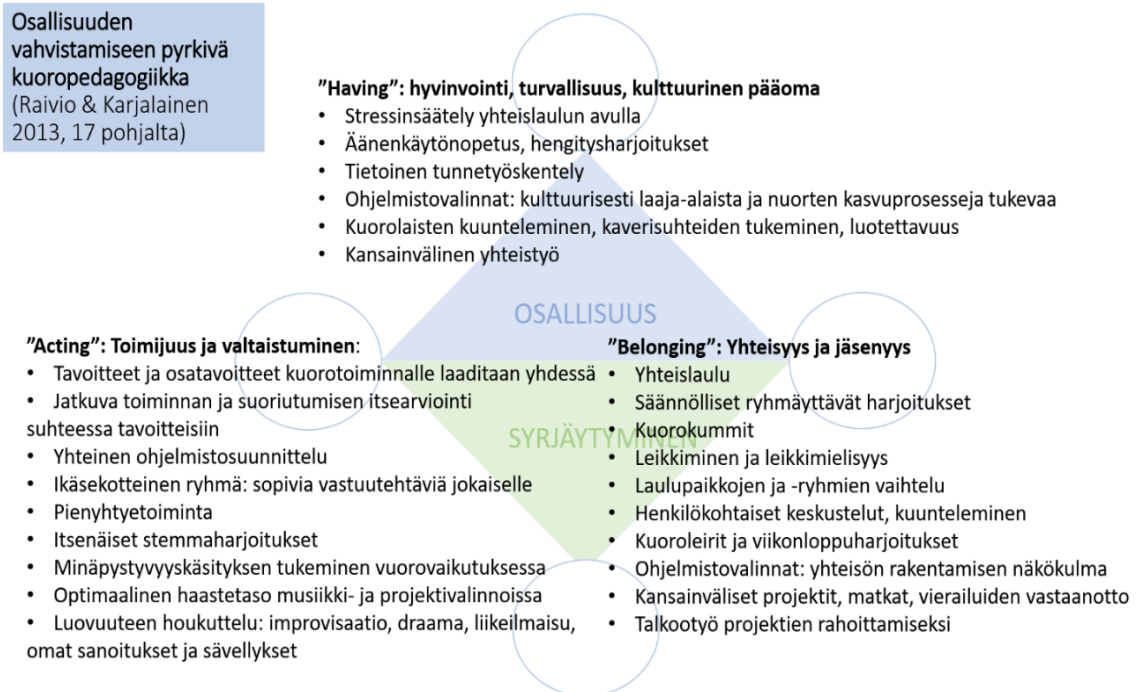 Osallisuuden
vahvistamiseen pyrkivä
kuoropedagogiikka
(Raivio & Karjalainen
2013, 17 pohjalta)
”Having”: hyvinvointi, turvallisuus, kulttuurinen pääoma
• Stressinsäätely yhteislaulun avulla
• Äänenkäytönopetus, hengitysharjoitukset
• Tietoinen tunnetyöskentely
• Ohjelmistovalinnat: kulttuurisesti laaja-alaista ja nuorten kasvuprosesseja tukevaa
• Kuorolaisten kuunteleminen, kaverisuhteiden tukeminen, luotettavuus
• Kansainvälinen yhteistyö
OSALLISUUS
SYRJÄYTYMINEN
”Acting”: Toimijuus ja valtaistuminen:
• Tavoitteet ja osatavoitteet kuorotoiminnalle laaditaan yhdessä
• Jatkuva toiminnan ja suoriutumisen itsearviointi
suhteessa tavoitteisiin
• Yhteinen ohjelmistosuunnittelu
• Ikäsekotteinen ryhmä: sopivia vastuutehtäviä jokaiselle
• Pienyhtyetoiminta
• Itsenäiset stemmaharjoitukset
• Minäpystyvyyskäsityksen tukeminen vuorovaikutuksessa
• Optimaalinen haastetaso musiikki- ja projektivalinnoissa
• Luovuuteen houkuttelu: improvisaatio, draama, liikeilmaisu,
omat sanoitukset ja sävellykset
”Belonging”: Yhteisyys ja jäsenyys
• Yhteislaulu
• Säännölliset ryhmäyttävät harjoitukset
• Kuorokummit
• Leikkiminen ja leikkimielisyys
• Laulupaikkojen ja -ryhmien vaihtelu
• Henkilökohtaiset keskustelut, kuunteleminen
• Kuoroleirit ja viikonloppuharjoitukset
• Ohjelmistovalinnat: yhteisön rakentamisen näkökulma
• Kansainväliset projektit, matkat, vierailuiden vastaanotto
• Talkootyö projektien rahoittamiseksi